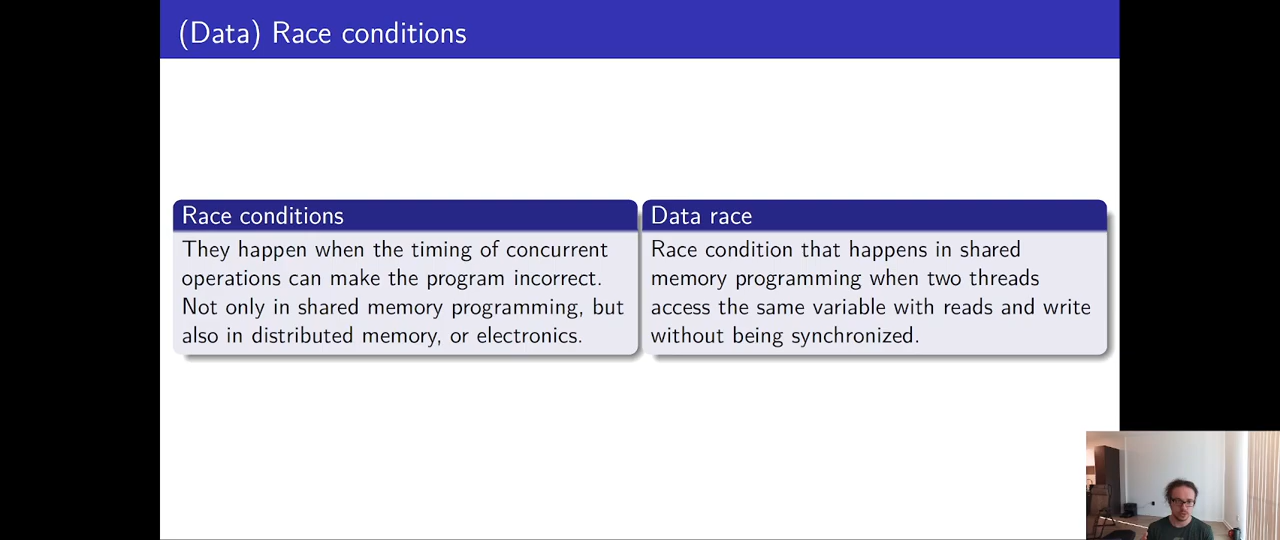 (Data) Race conditions
Race conditions
They happen when the timing of concurrent
operations can make the program incorrect.
Not only in shared memory programming, but
also in distributed memory, or electronics.
Data race
Race condition that happens in shared
memory programming when two threads
access the same variable with reads and write
without being synchronized.